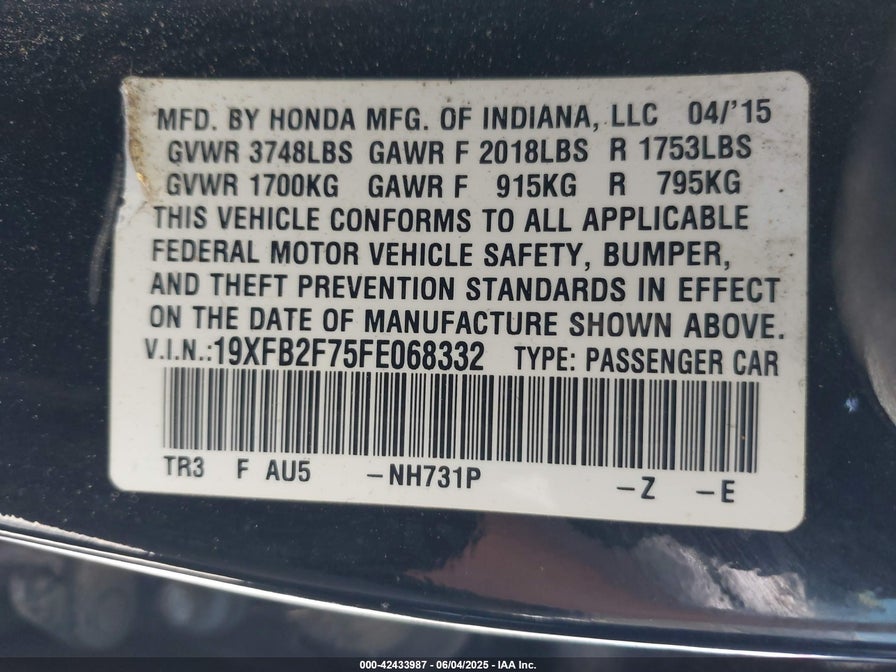 MFD. BY HONDA MFG. OF INDIANA, LLC 04/'15
GVWR 3748LBS GAWR F 2018LBS R 1753LBS
GVWR 1700KG GAWR F 915KG R 795KG
THIS VEHICLE CONFORMS TO ALL APPLICABLE
FEDERAL MOTOR VEHICLE SAFETY, BUMPER,
AND THEFT PREVENTION STANDARDS IN EFFECT
ON THE DATE OF MANUFACTURE SHOWN ABOVE.
V.I.N.:19XFB2F75FE068332 TYPE: PASSENGER CAR
TR3 F AU5 –NH731P –Z –E
000-42433987 - 06/04/2025 - IAA Inc.